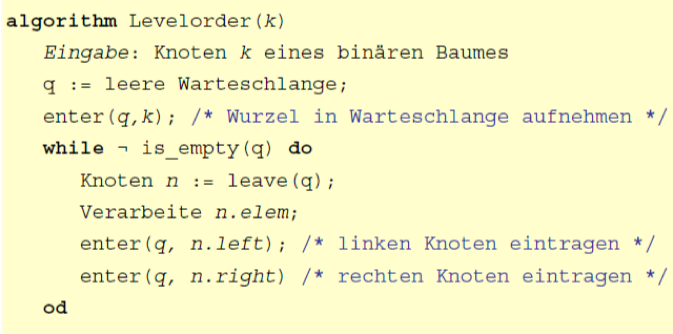 algorithm Levelorder(k)
Eingabe: Knoten k eines binären Baumes
q := leere Warteschlange;
enter(q,k); /* Wurzel in Warteschlange aufnehmen */
while ¬ is_empty(q) do
Knoten n := leave(q);
Verarbeite n.elem;
enter(q, n.left); /* linken Knoten eintragen */
enter(q, n.right) /* rechten Knoten eintragen */
od